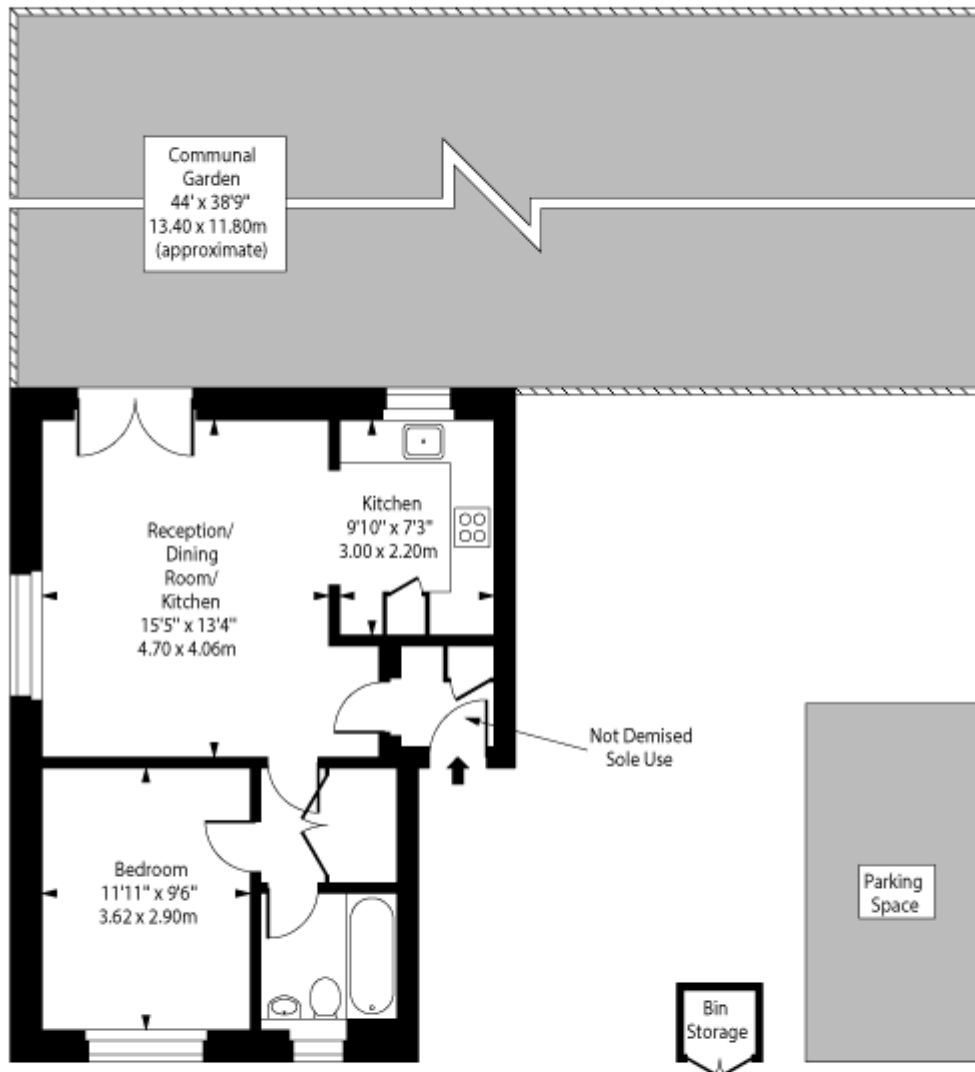 Communal
Garden
44' x 38'9"
13.40 x 11.80m
(approximate)
Kitchen
9'10" x 7'3"
3.00 x 2.20m
Reception/
Dining
Room/
Kitchen
15'5" x 13'4"
4.70 x 4.06m
Not Demised
Sole Use
Bedroom
11'11" x 9'6"
3.62 x 2.90m
Parking
Space
Bin
Storage